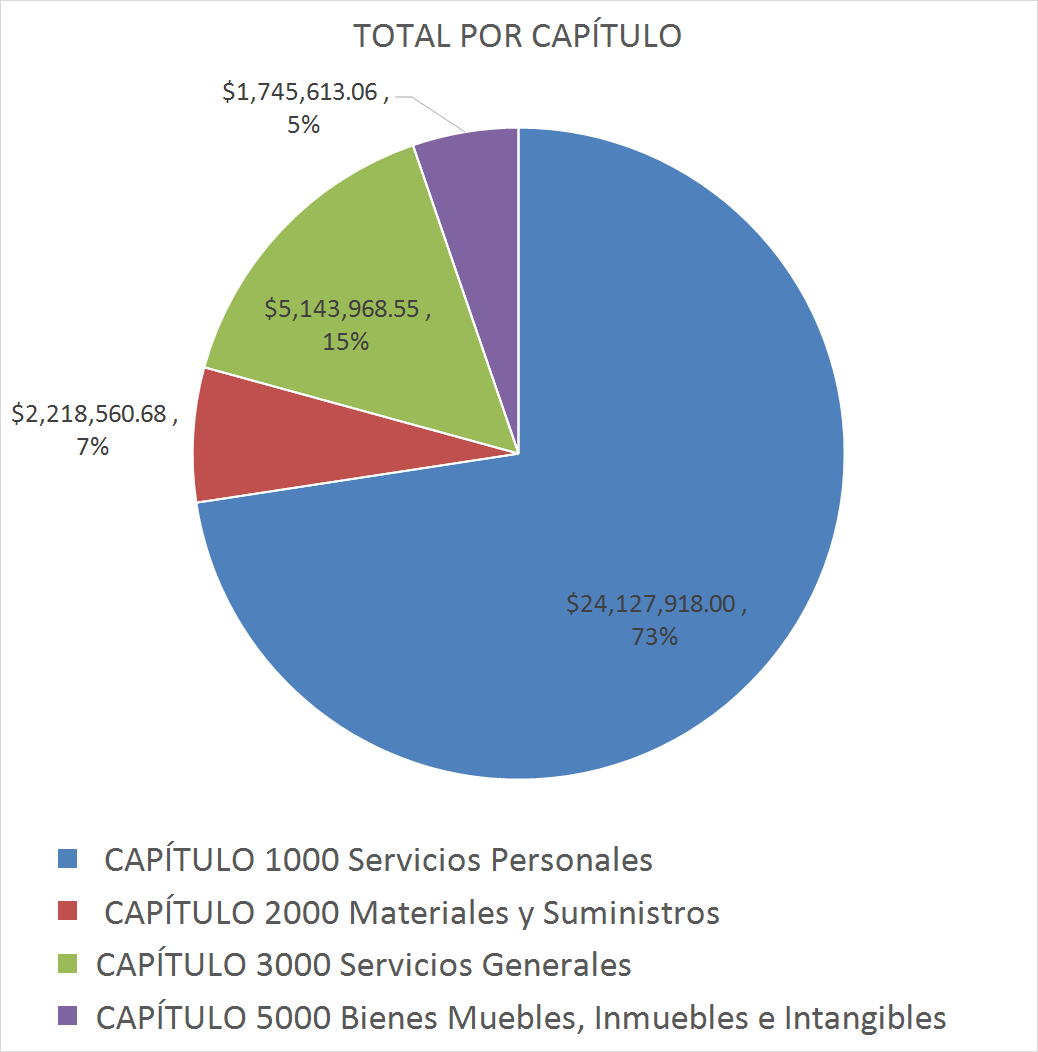 TOTAL POR CAPÍTULO
$1,745,613.06 ,
5%
$5,143,968.55 ,
15%
$2,218,560.68 ,
7%
$24,127,918.00 ,
73%
CAPÍTULO 1000 Servicios Personales
CAPÍTULO 2000 Materiales y Suministros
CAPÍTULO 3000 Servicios Generales
CAPÍTULO 5000 Bienes Muebles, Inmuebles e Intangibles